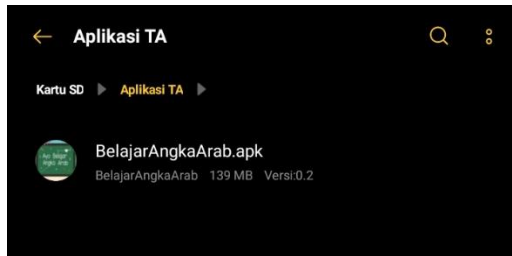 Aplikasi TA
Kartu SD Aplikasi TA
BelajarAngkaArab.apk
BelajarAngkaArab 139 MB Versi:0.2